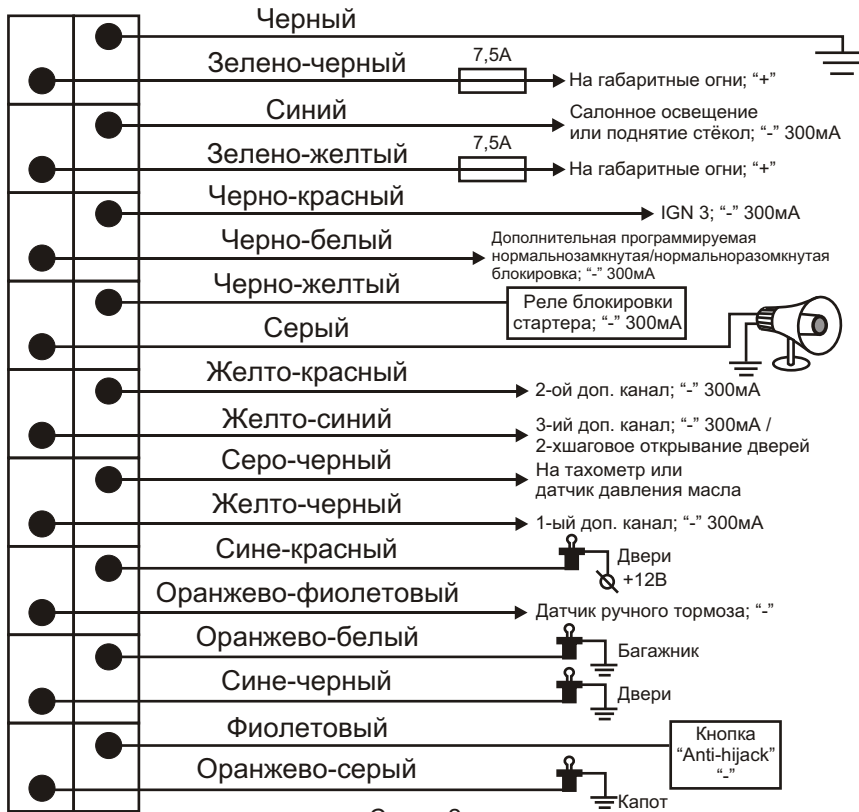 Черный
Зелено-черный
7,5А
На габаритные огни; “+”
Синий
Салонное освещение
или поднятие стёкол; “-” 300мА
Зелено-желтый
7,5А
На габаритные огни; “+”
Черно-красный
IGN 3; “-” 300мА
Черно-белый
Дополнительная программируемая
нормальнозамкнутая/нормальноразомкнутая
блокировка; “-” 300мА
Черно-желтый
Реле блокировки
стартера; “-” 300мА
Серый
Желто-красный
2-ой доп. канал; “-” 300мА
Желто-синий
3-ий доп. канал; “-” 300мА /
2-хшаговое открывание дверей
Серо-черный
На тахометр или
датчик давления масла
Желто-черный
1-ый доп. канал; “-” 300мА
Сине-красный
Двери
+12В
Оранжево-фиолетовый
Датчик ручного тормоза; “-”
Оранжево-белый
Багажник
Сине-черный
Двери
Фиолетовый
Кнопка
“Anti-hijack”
“-”
Оранжево-серый
Капот